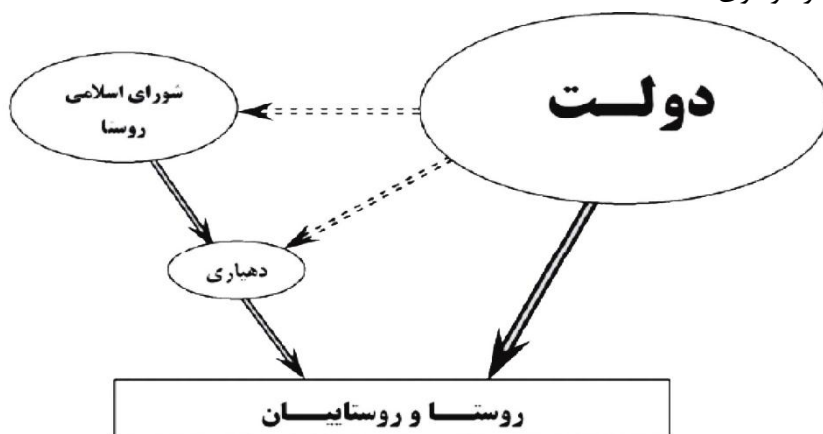 دولت
شورای اسلامی
روستا
دهیاری
روستا و روستاییان